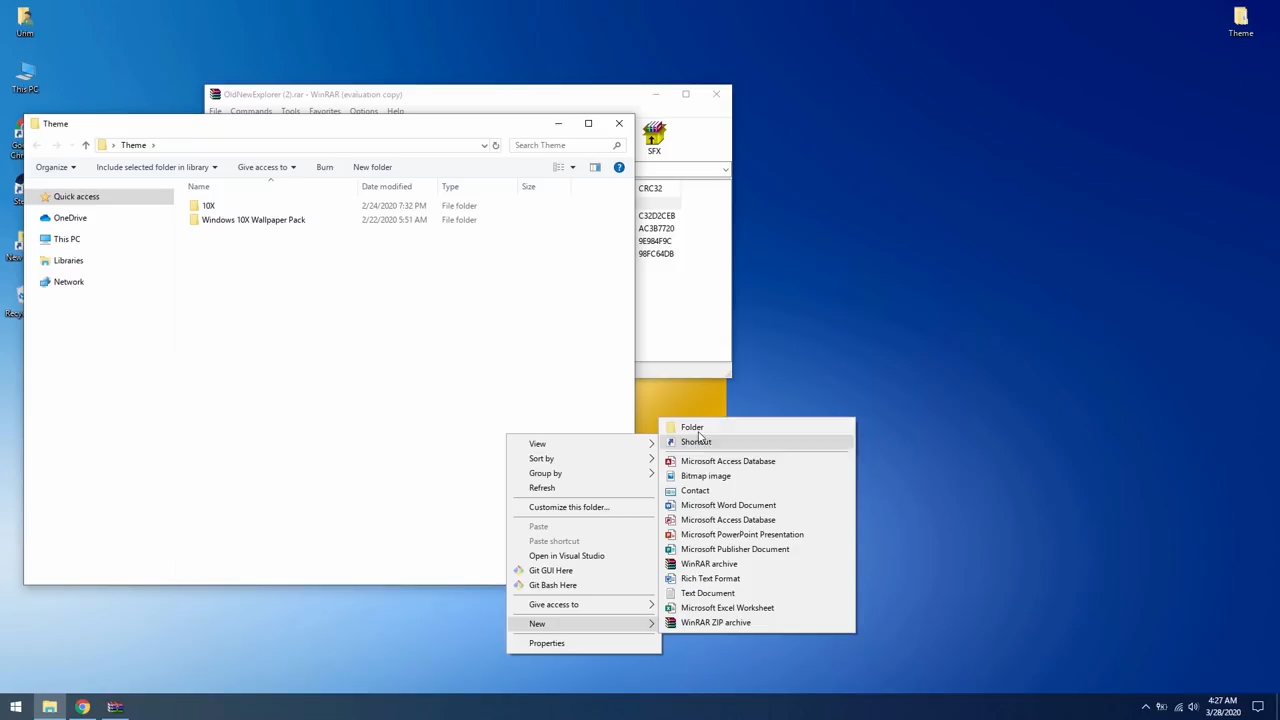 Unm
This PC
Theme
OldNewExplorer (2).rar - WinRAR (evaluation copy)
File Commands Tools Favorites Options Help
SFX
CRC32
C32D2CEB
AC3B7720
9E984F9C
98FC64DB
Theme
Theme
Search Theme
Organize Include selected folder in library Give access to Burn New folder
Name Date modified Type Size
10X 2/24/2020 7:32 PM File folder
Windows 10X Wallpaper Pack 2/22/2020 5:51 AM File folder
Quick access
OneDrive
This PC
Libraries
Network
View
Sort by
Group by
Refresh
Customize this folder...
Paste
Paste shortcut
Open in Visual Studio
Git GUI Here
Git Bash Here
Give access to
New
Properties
Folder
Shortcut
Microsoft Access Database
Bitmap image
Contact
Microsoft Word Document
Microsoft Access Database
Microsoft PowerPoint Presentation
Microsoft Publisher Document
WinRAR archive
Rich Text Format
Text Document
Microsoft Excel Worksheet
WinRAR ZIP archive
4:27 AM
3/28/2020